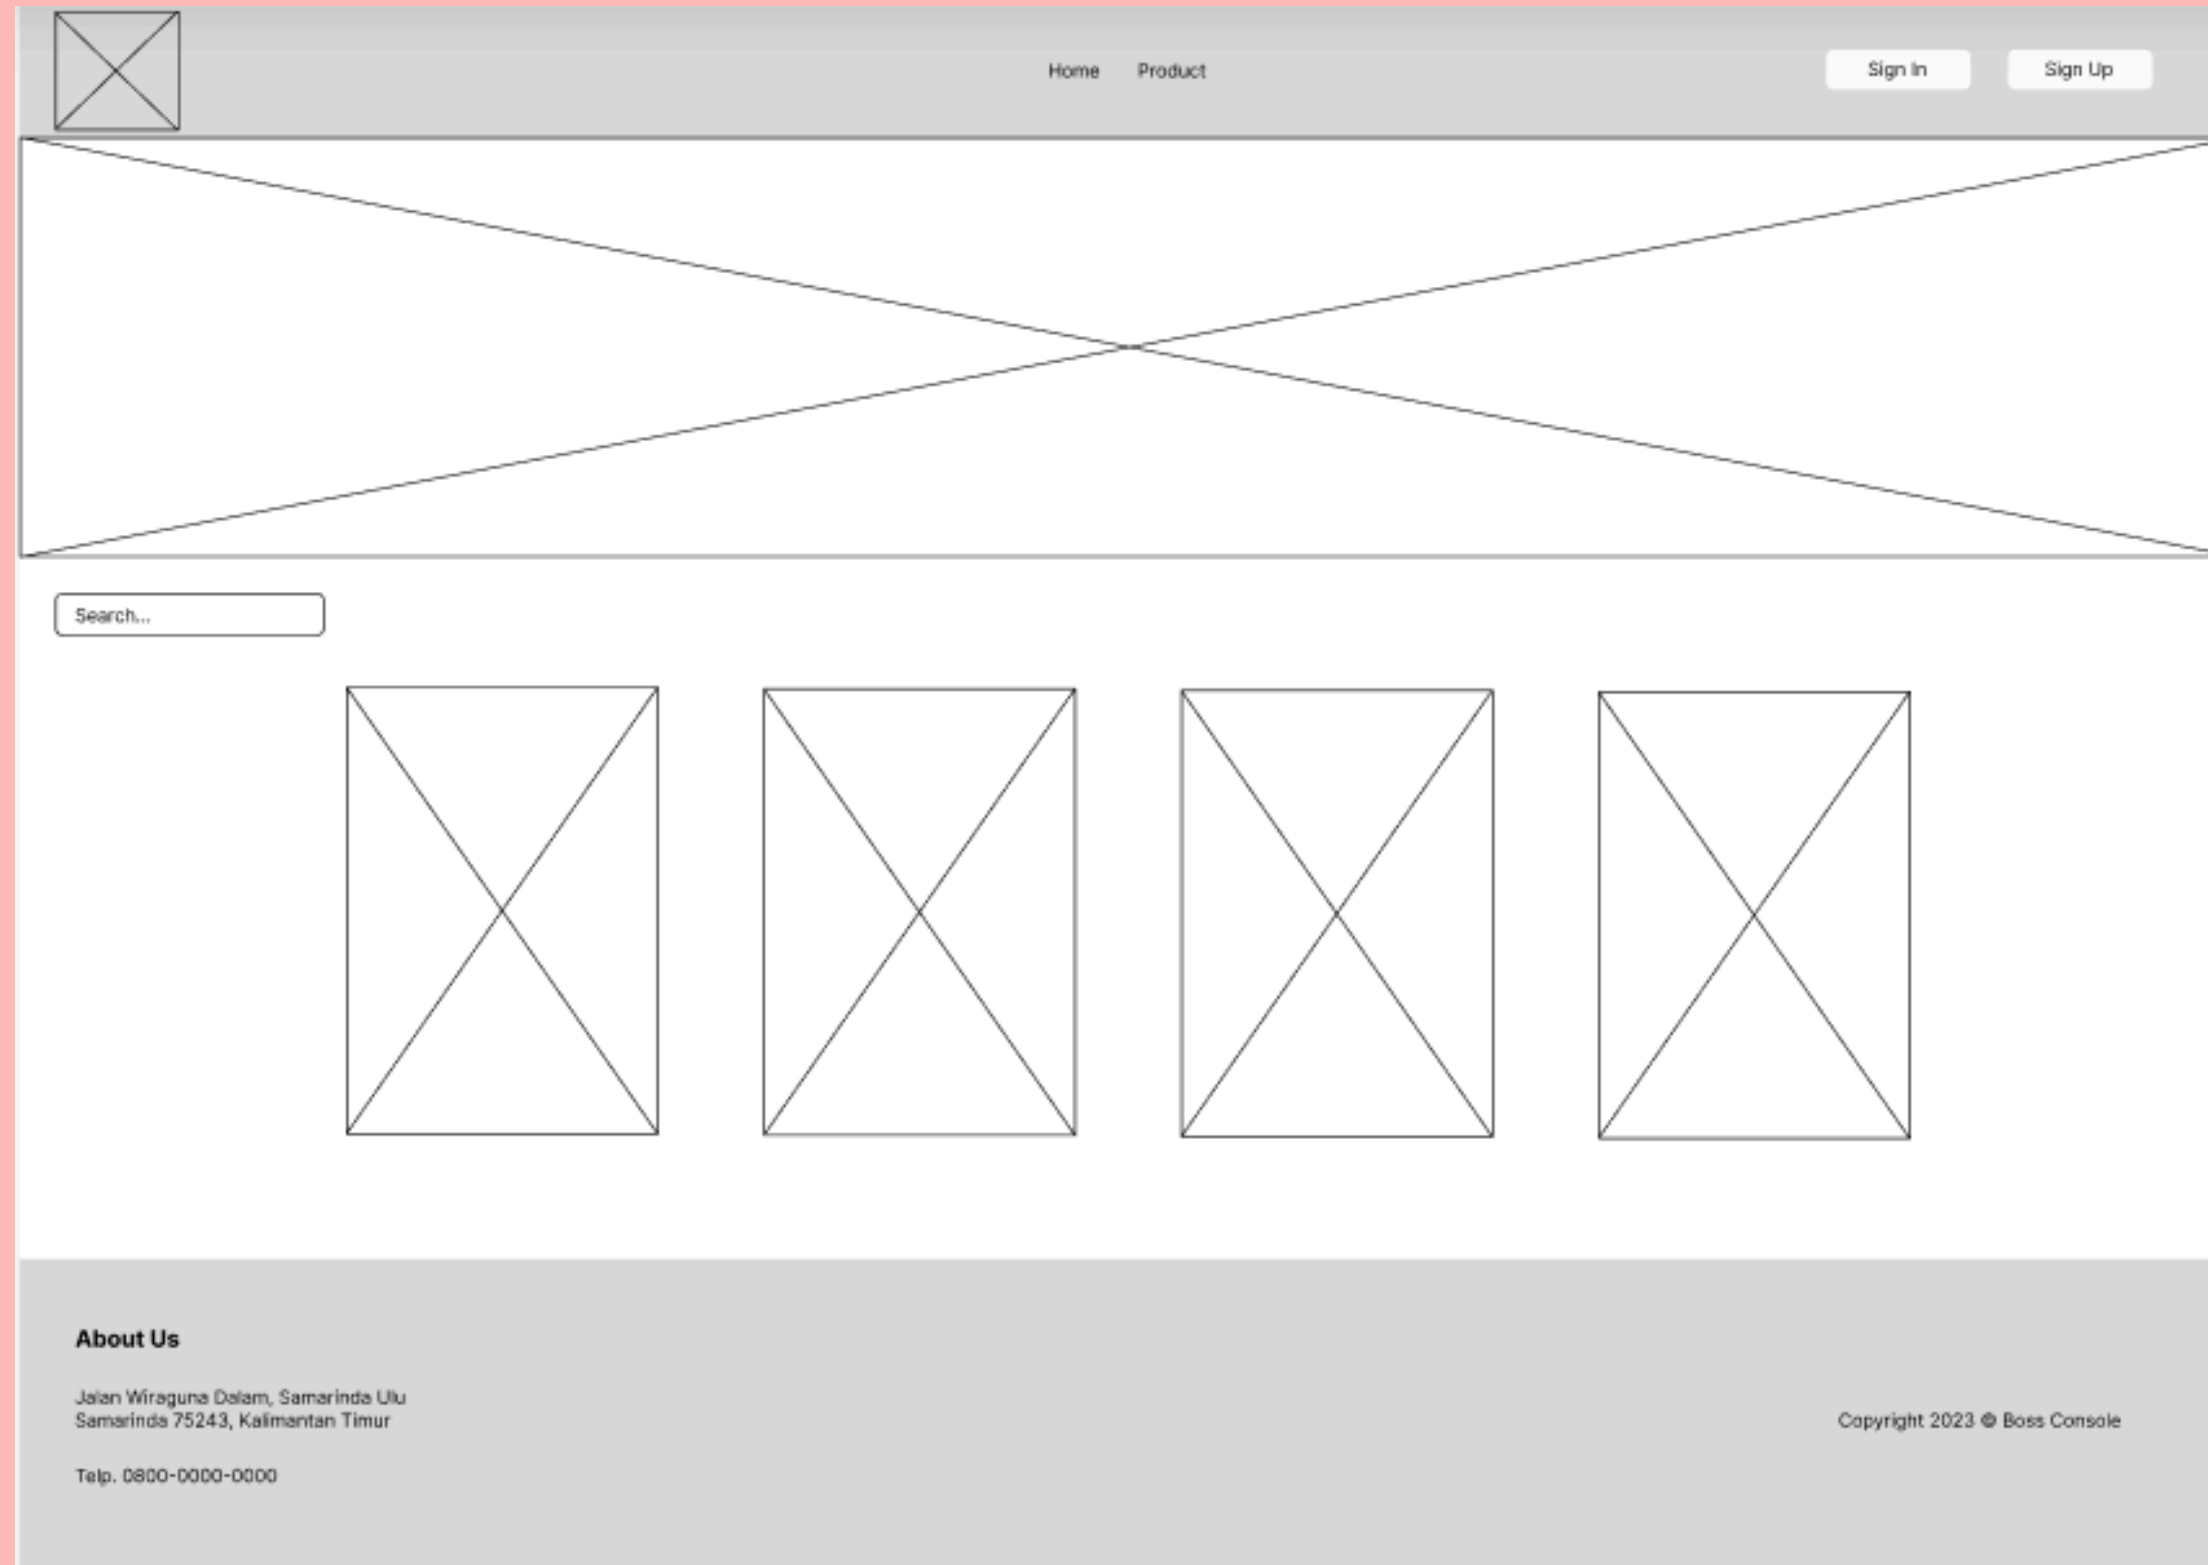 Home Product Sign In Sign Up
Search...
About Us
Jalan Wiraguna Dalam, Samarinda Ulu
Samarinda 75243, Kalimantan Timur
Copyright 2023 © Boss Console
Telp. 0800-0000-0000